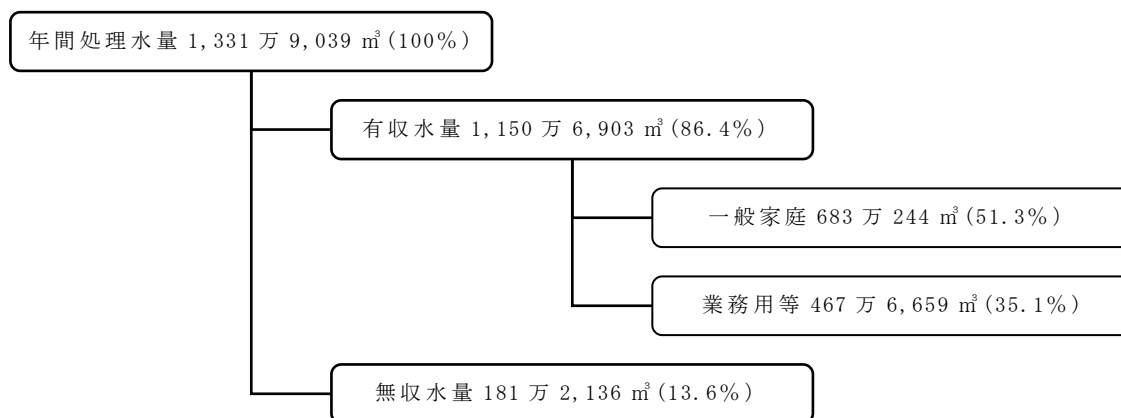 年間処理水量 1,331 万 9,039 ㎥(100%)
有収水量 1,150 万 6,903 ㎥(86.4%)
一般家庭 683 万 244 ㎥(51.3%)
業務用等 467 万 6,659 ㎥(35.1%)
無収水量 181 万 2,136 ㎥(13.6%)